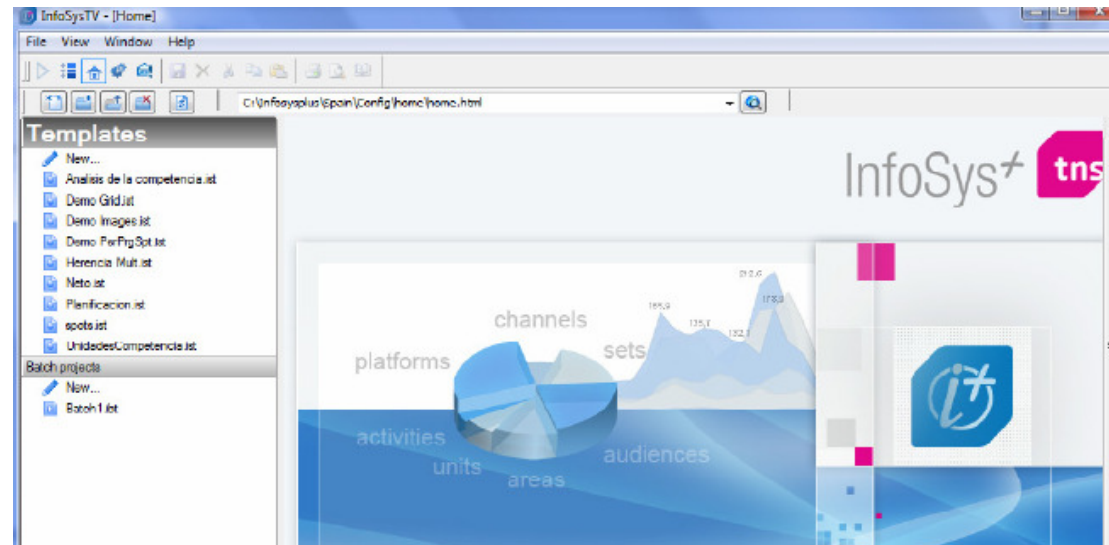 InfoSysTV - [Home]
File View Window Help
C:\Infosysplus\Spain\Config\home\home.html
Templates
New...
Analisis de la competencia.ist
Demo Grid.ist
Demo Images.ist
Demo PerPrgSpt.ist
Herencia Mult.ist
Neto.ist
Planificacion.ist
spots.ist
UnidadesCompetencia.ist
Batch projects
New...
Batch1.ibt
InfoSys+ tns
channels
platforms
sets
activities
units
areas
audiences
i+